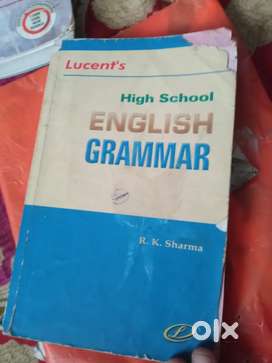 Lucent's
High School
ENGLISH
GRAMMAR
R. K. Sharma
olx